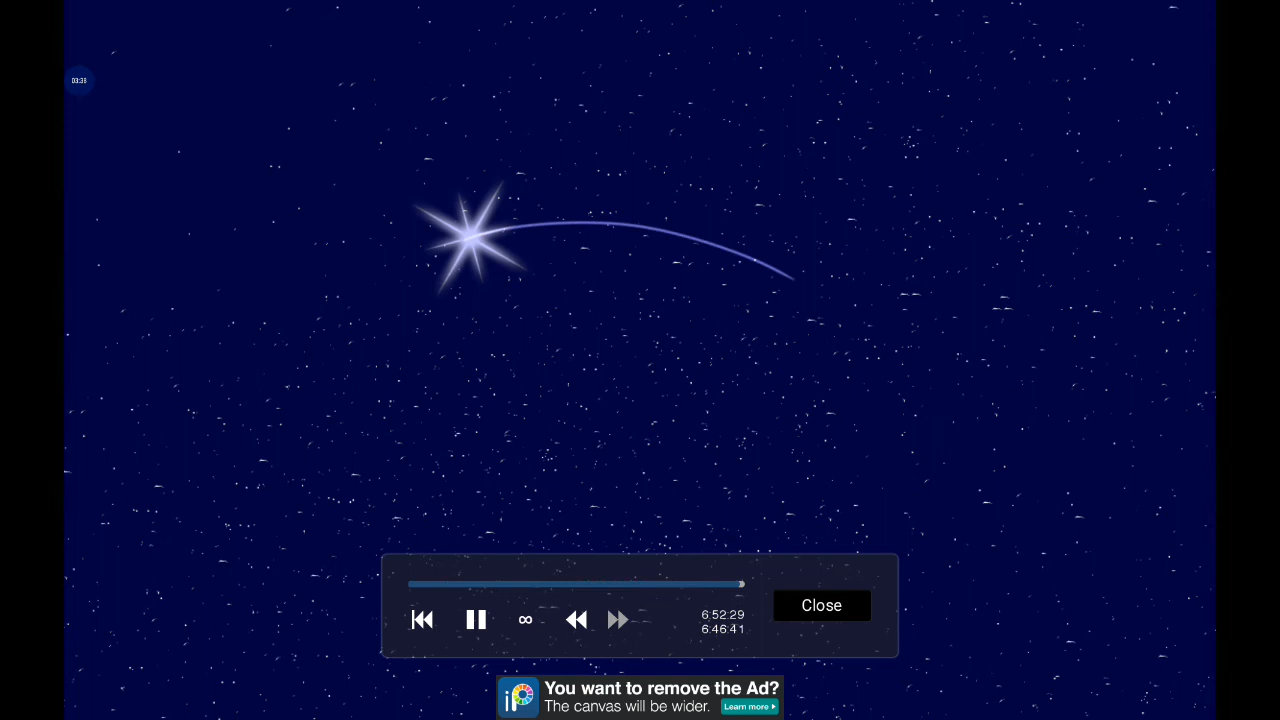 03:38
6:52:29
6:46:41
Close
You want to remove the Ad?
The canvas will be wider.
Learn more